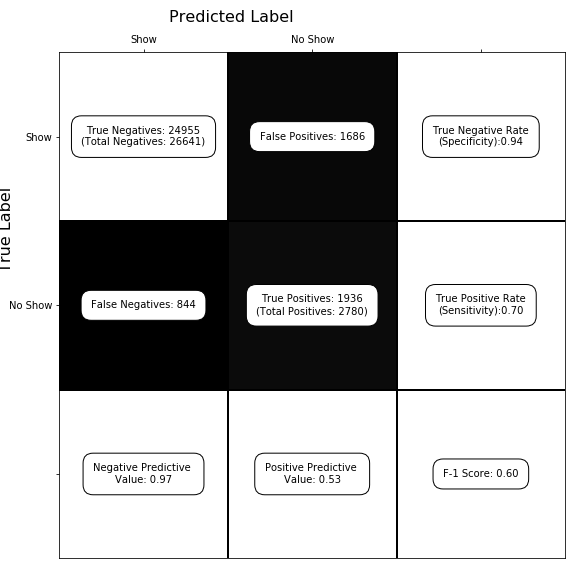 Predicted Label
Show
No Show
Show
True Negatives: 24955
(Total Negatives: 26641)
False Positives: 1686
True Negative Rate
(Specificity):0.94
True Label
No Show
False Negatives: 844
True Positives: 1936
(Total Positives: 2780)
True Positive Rate
(Sensitivity):0.70
Negative Predictive
Value: 0.97
Positive Predictive
Value: 0.53
F-1 Score: 0.60